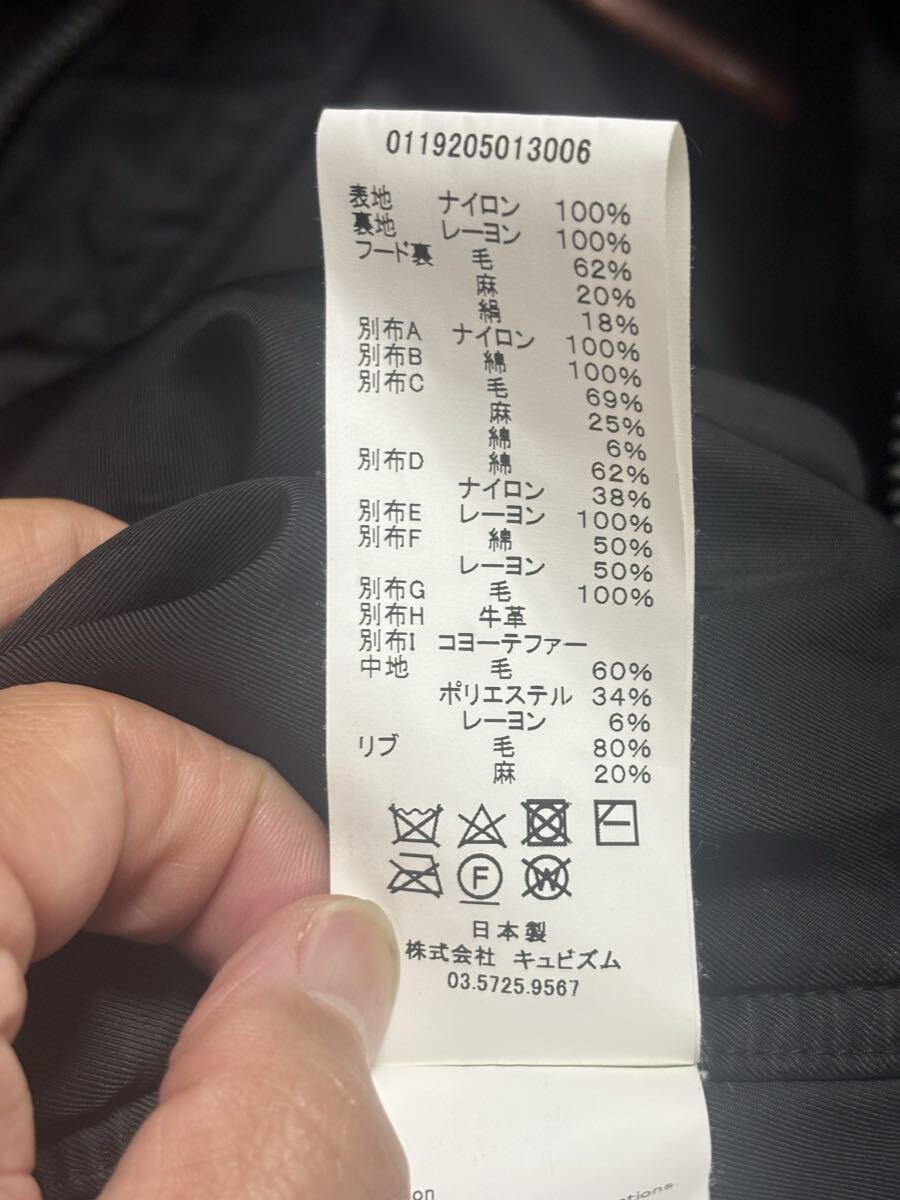 0119205013006
表地 ナイロン 100%
裏地 レーヨン 100%
フード裏 毛 62%
麻 20%
絹 18%
別布A ナイロン 100%
別布B 綿 100%
別布C 毛 69%
麻 25%
綿 6%
別布D 綿 62%
ナイロン 38%
別布E レーヨン 100%
別布F 綿 50%
レーヨン 50%
別布G 毛 100%
別布H 牛革
別布I コヨーテファー
中地 毛 60%
ポリエステル 34%
レーヨン 6%
リブ 毛 80%
麻 20%
F W
日本製
株式会社 キュビズム
03.5725.9567